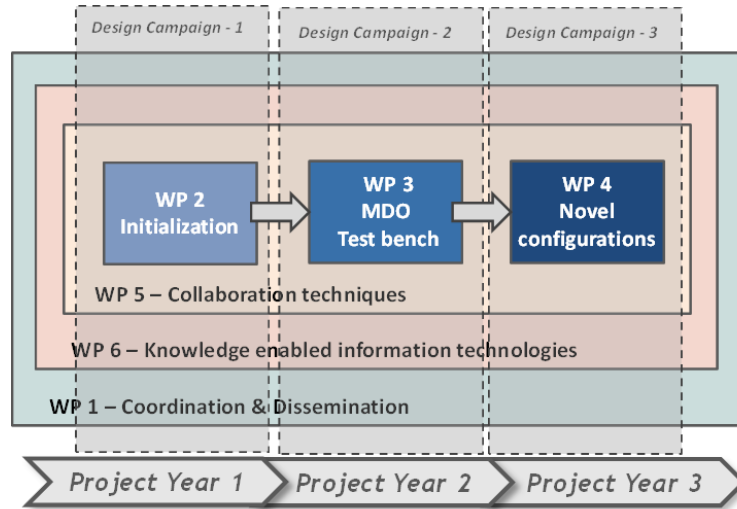 Design Campaign - 1
Design Campaign - 2
Design Campaign - 3
WP 2
Initialization
WP 3
MDO
Test bench
WP 4
Novel
configurations
WP 5 – Collaboration techniques
WP 6 – Knowledge enabled information technologies
WP 1 – Coordination & Dissemination
Project Year 1
Project Year 2
Project Year 3